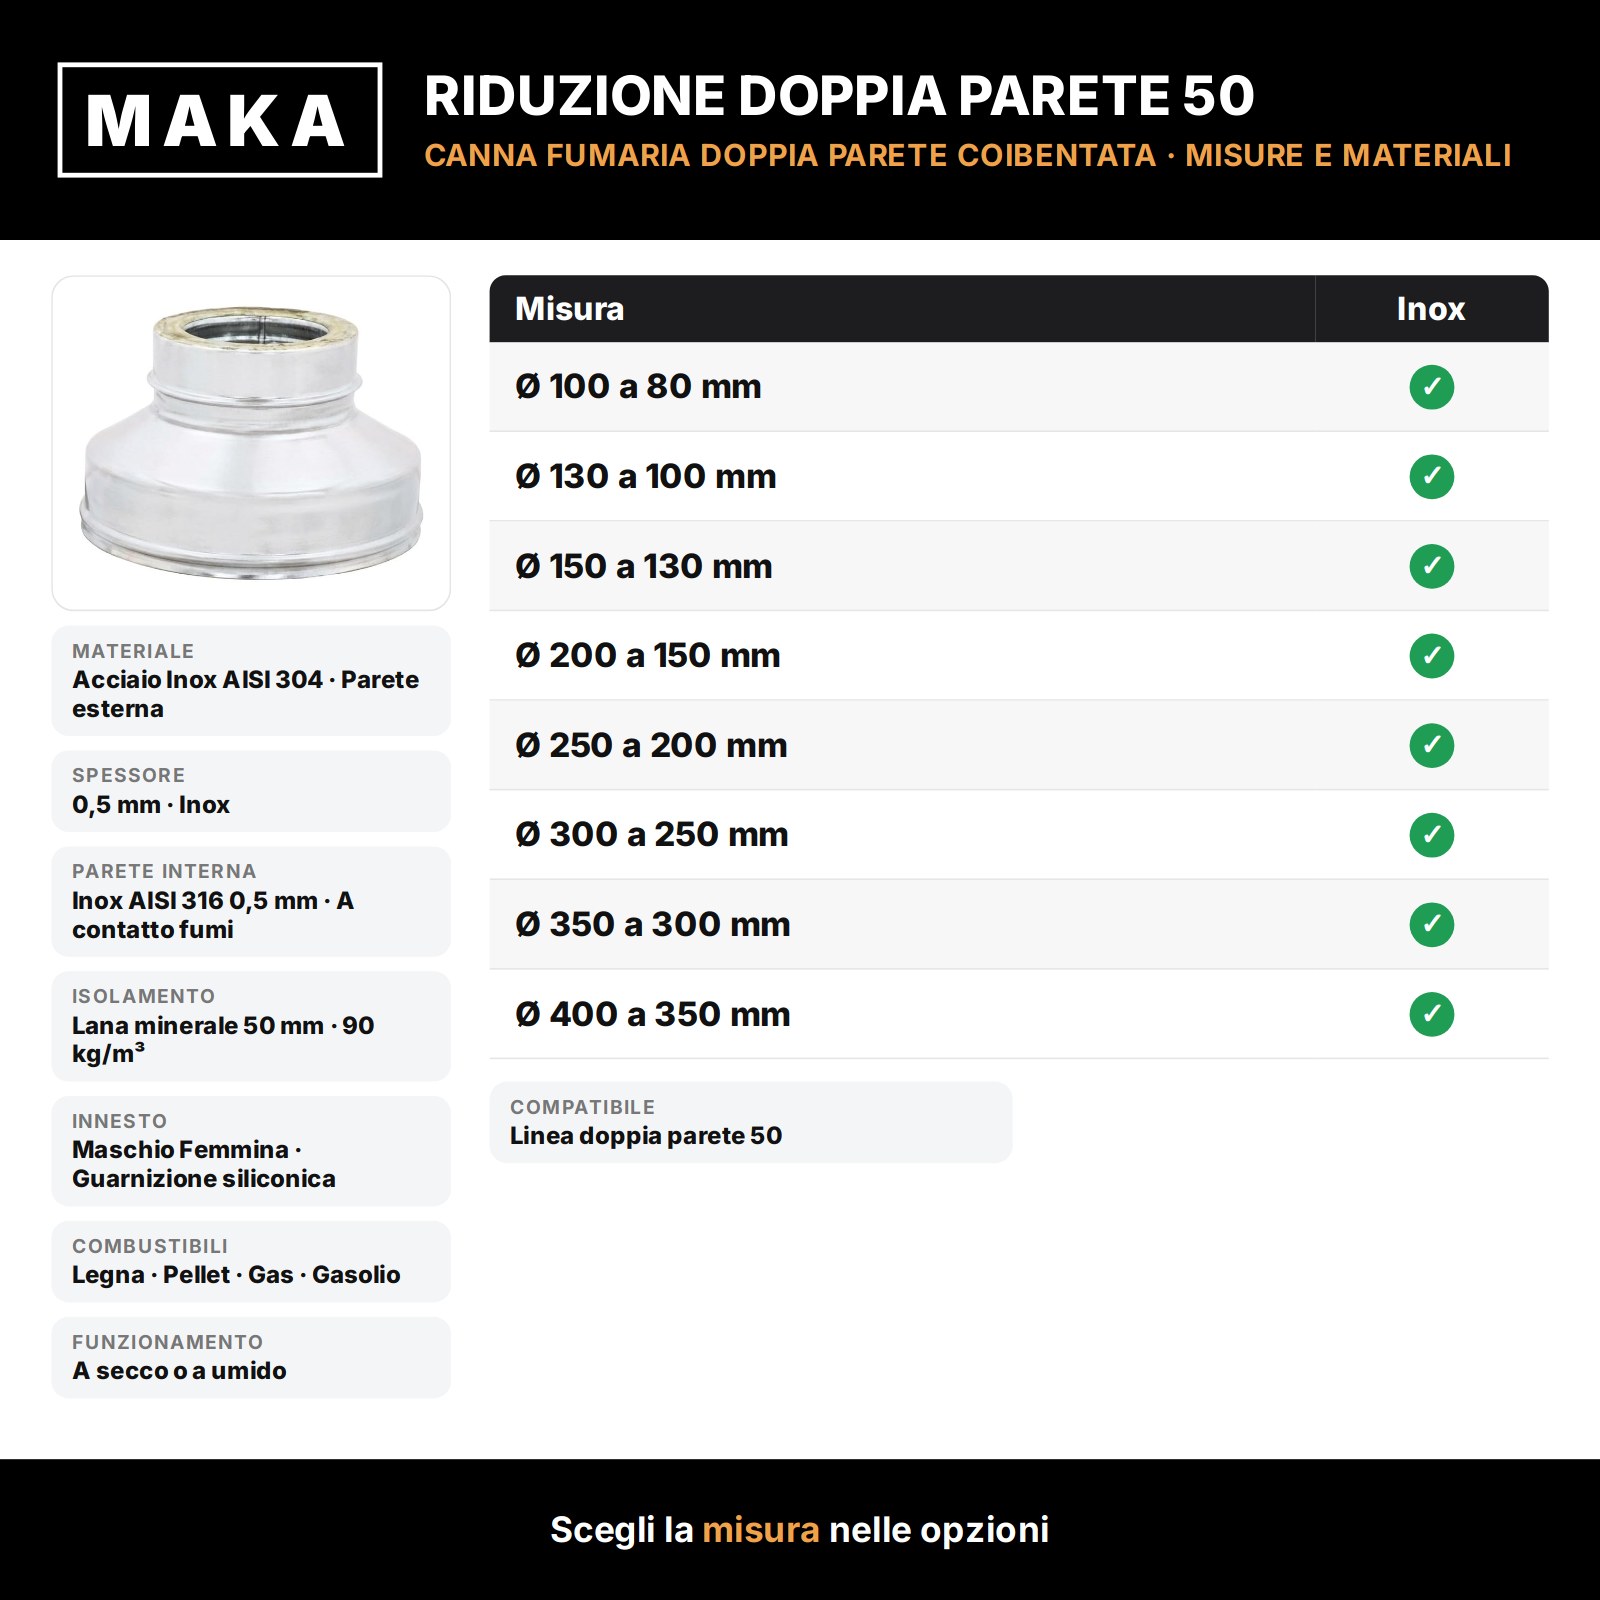 MAKA
RIDUZIONE DOPPIA PARETE 50
CANNA FUMARIA DOPPIA PARETE COIBENTATA · MISURE E MATERIALI
MATERIALE
Acciaio Inox AISI 304 · Parete
esterna
SPESSORE
0,5 mm · Inox
PARETE INTERNA
Inox AISI 316 0,5 mm · A
contatto fumi
ISOLAMENTO
Lana minerale 50 mm · 90
kg/m³
INNESTO
Maschio Femmina ·
Guarnizione siliconica
COMBUSTIBILI
Legna · Pellet · Gas · Gasolio
FUNZIONAMENTO
A secco o a umido
Misura Inox
Ø 100 a 80 mm ✓
Ø 130 a 100 mm ✓
Ø 150 a 130 mm ✓
Ø 200 a 150 mm ✓
Ø 250 a 200 mm ✓
Ø 300 a 250 mm ✓
Ø 350 a 300 mm ✓
Ø 400 a 350 mm ✓
COMPATIBILE
Linea doppia parete 50
Scegli la misura nelle opzioni